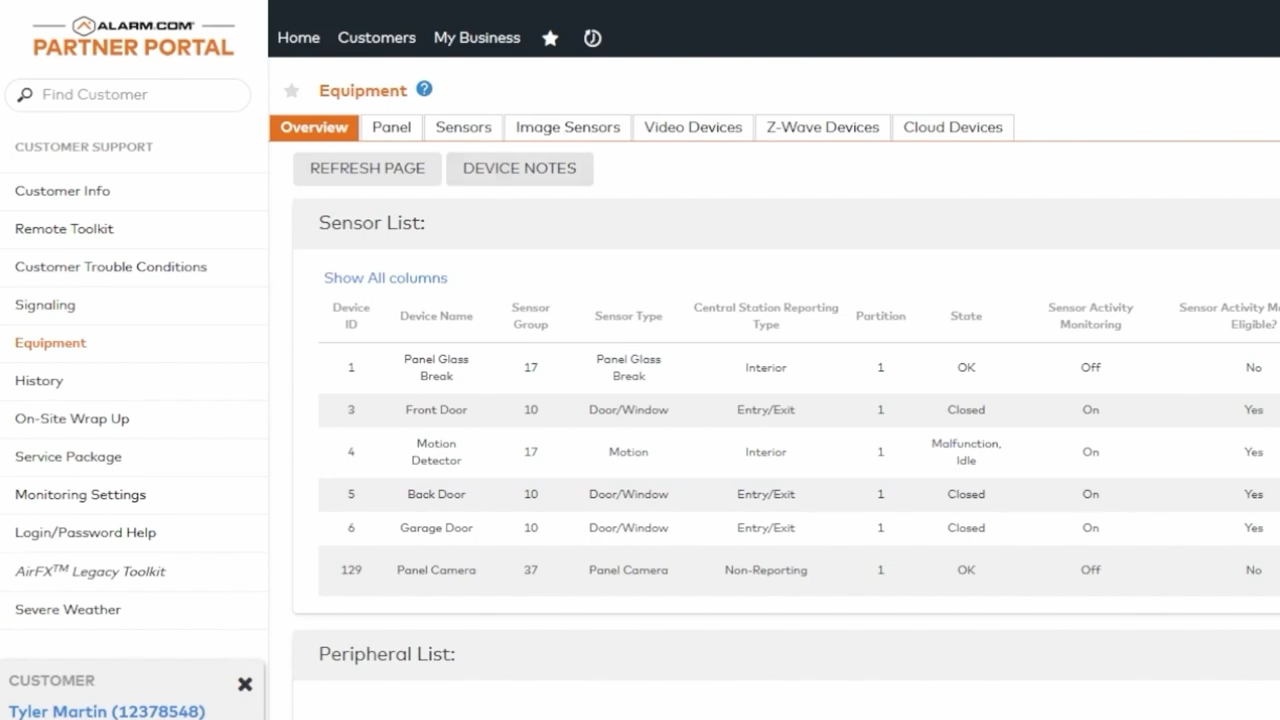 ALARM.COM
PARTNER PORTAL
Find Customer
CUSTOMER SUPPORT
Customer Info
Remote Toolkit
Customer Trouble Conditions
Signaling
Equipment
History
On-Site Wrap Up
Service Package
Monitoring Settings
Login/Password Help
AirFX™ Legacy Toolkit
Severe Weather
CUSTOMER
Tyler Martin (12378548)
Home Customers My Business
Equipment ?
Overview Panel Sensors Image Sensors Video Devices Z-Wave Devices Cloud Devices
REFRESH PAGE DEVICE NOTES
Sensor List:
Show All columns
Device ID Device Name Sensor Group Sensor Type Central Station Reporting Type Partition State Sensor Activity Monitoring Sensor Activity Mo Eligible?
1 Panel Glass Break 17 Panel Glass Break Interior 1 OK Off No
3 Front Door 10 Door/Window Entry/Exit 1 Closed On Yes
4 Motion Detector 17 Motion Interior 1 Malfunction, Idle On Yes
5 Back Door 10 Door/Window Entry/Exit 1 Closed On Yes
6 Garage Door 10 Door/Window Entry/Exit 1 Closed On Yes
129 Panel Camera 37 Panel Camera Non-Reporting 1 OK Off No
Peripheral List: